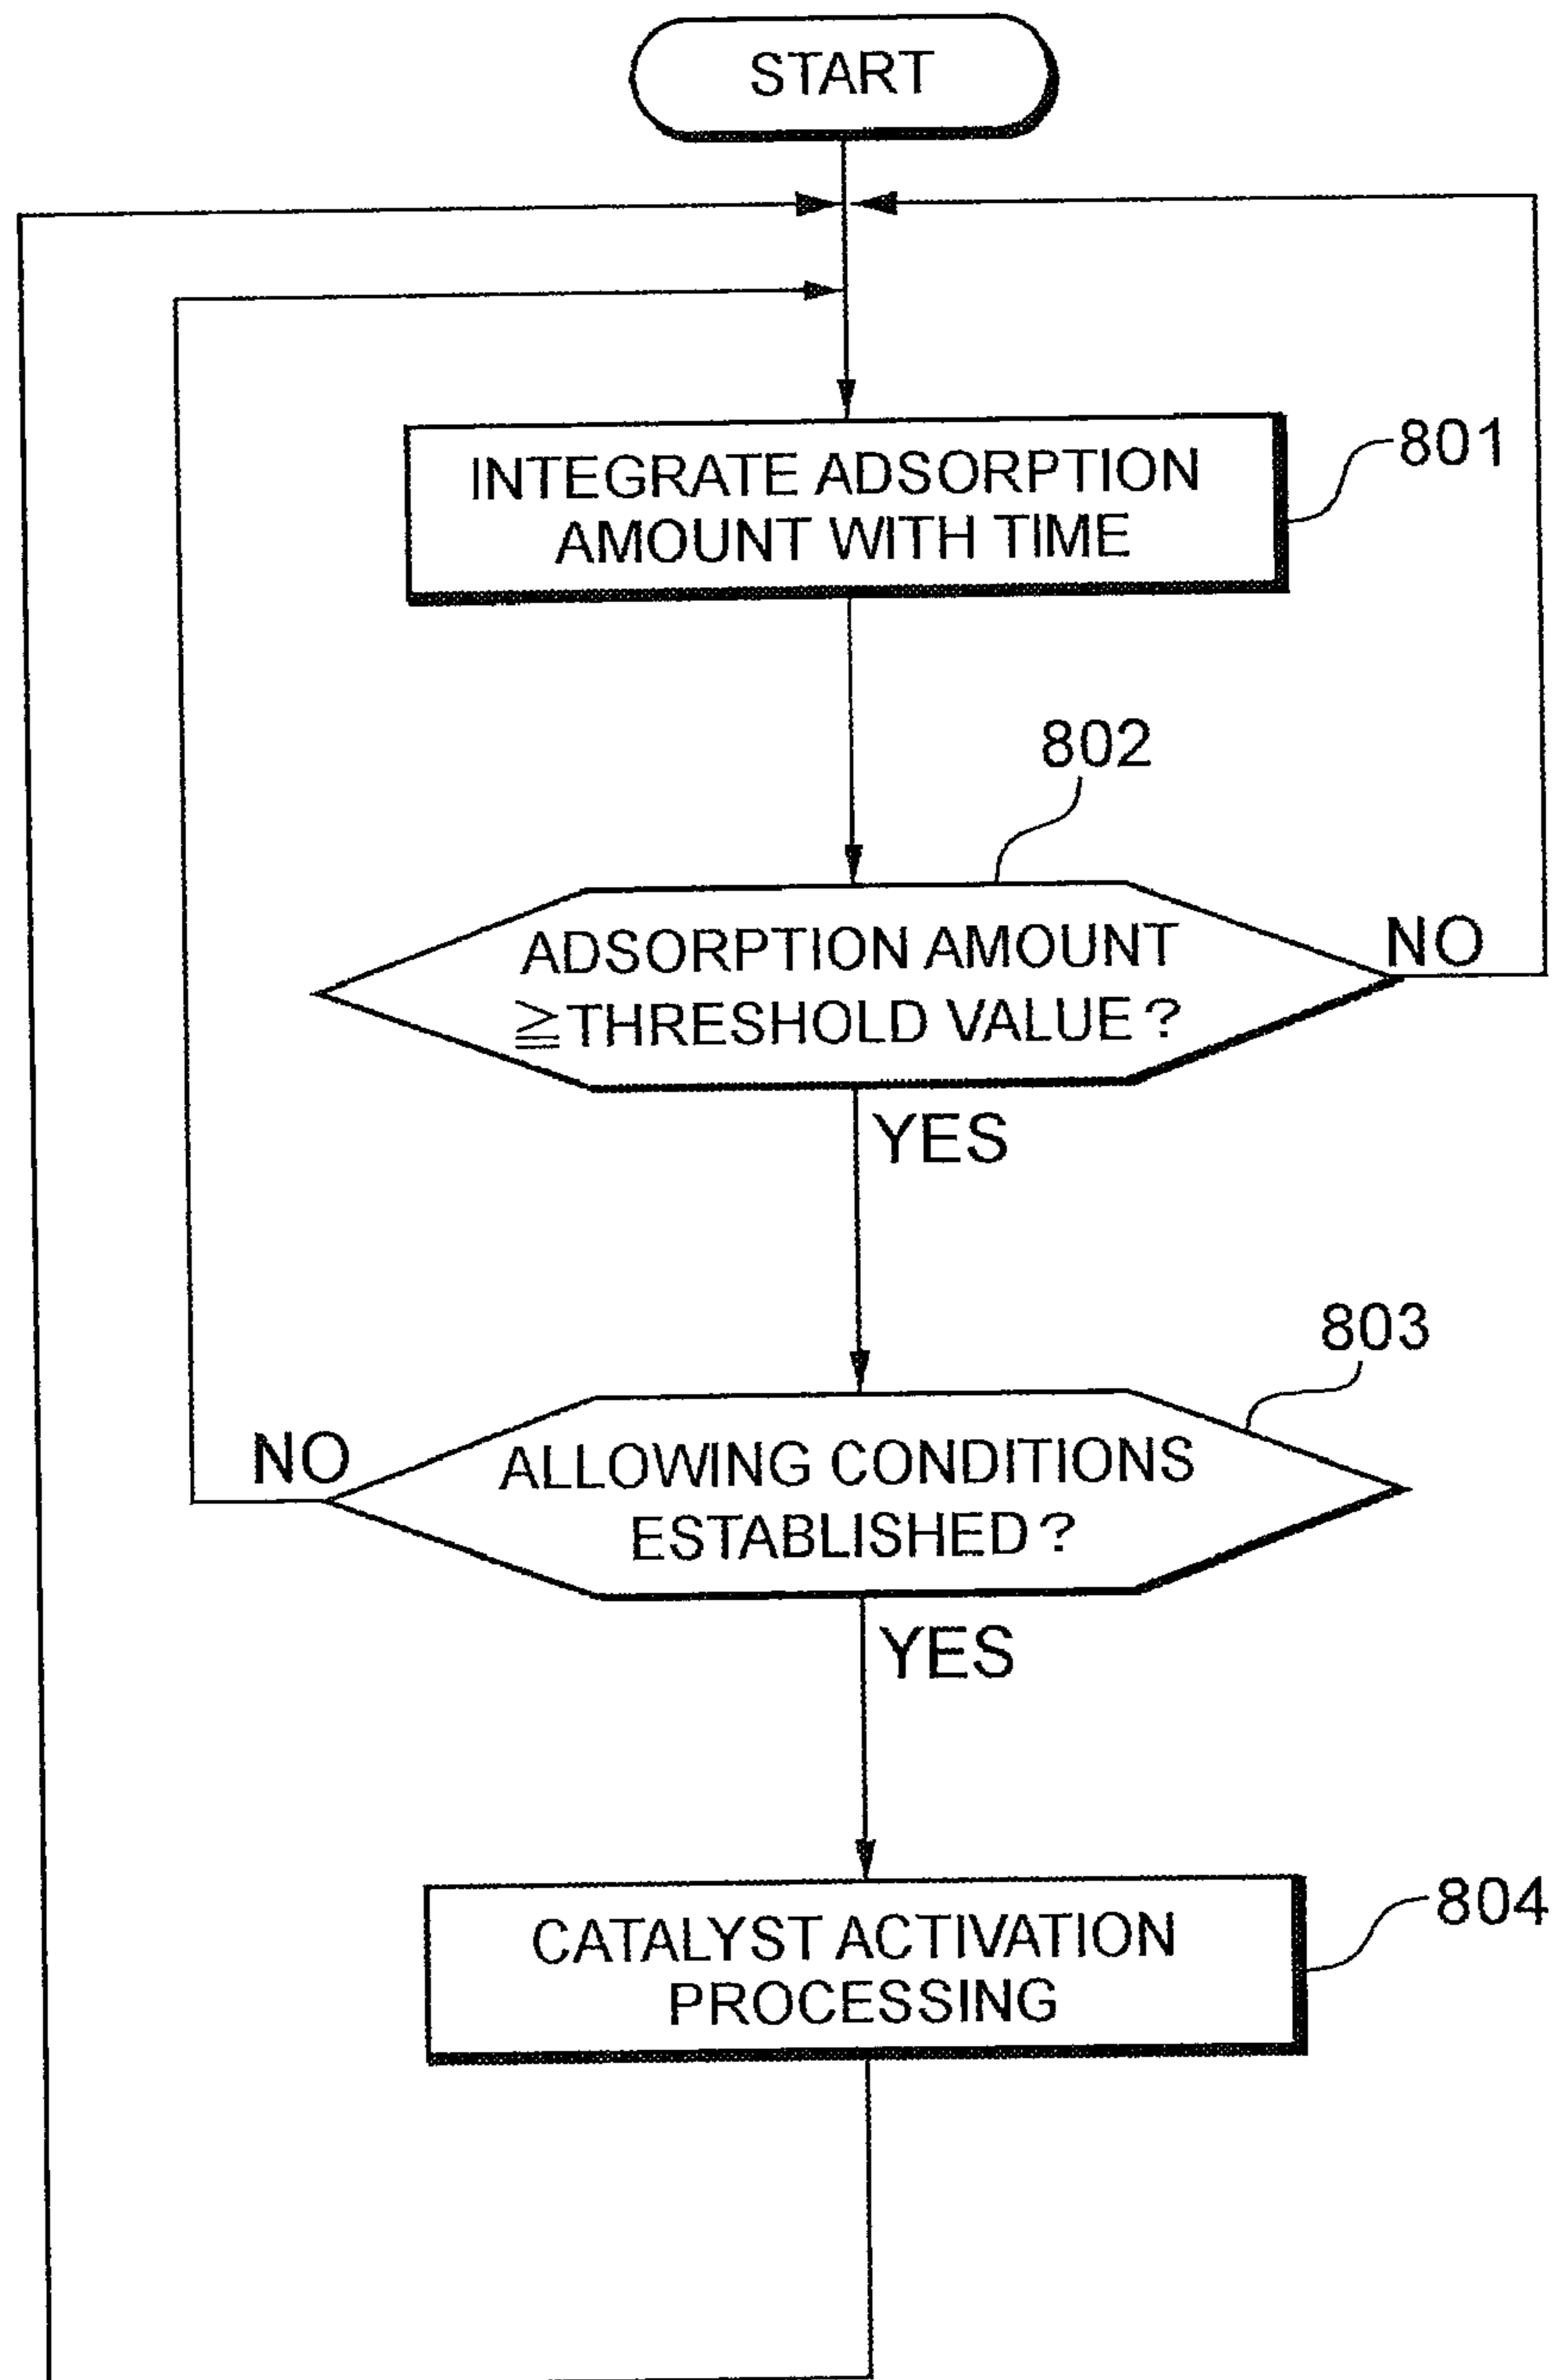 START
INTEGRATE ADSORPTION
AMOUNT WITH TIME
801
802
ADSORPTION AMOUNT
≧THRESHOLD VALUE ?
NO
YES
803
NO
ALLOWING CONDITIONS
ESTABLISHED ?
YES
CATALYST ACTIVATION
PROCESSING
804